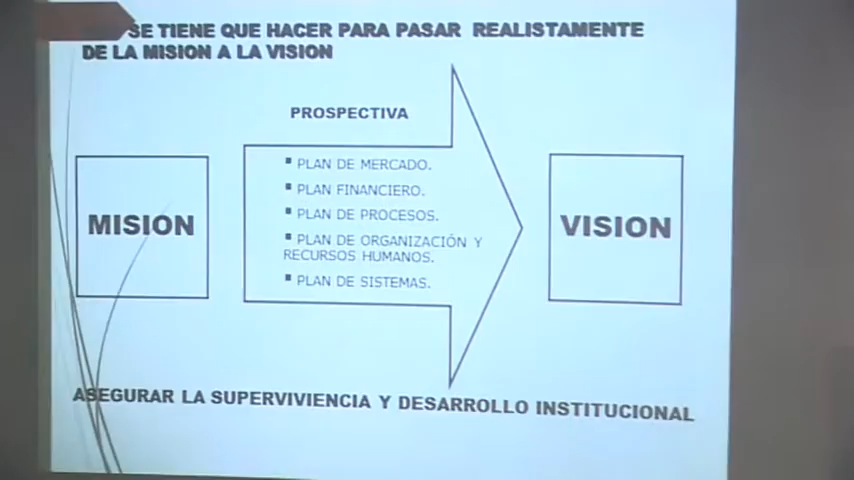 SE TIENE QUE HACER PARA PASAR REALISTAMENTE
DE LA MISION A LA VISION
PROSPECTIVA
▪ PLAN DE MERCADO.
▪ PLAN FINANCIERO.
▪ PLAN DE PROCESOS.
▪ PLAN DE ORGANIZACIÓN Y
RECURSOS HUMANOS.
▪ PLAN DE SISTEMAS.
MISION
VISION
ASEGURAR LA SUPERVIVIENCIA Y DESARROLLO INSTITUCIONAL